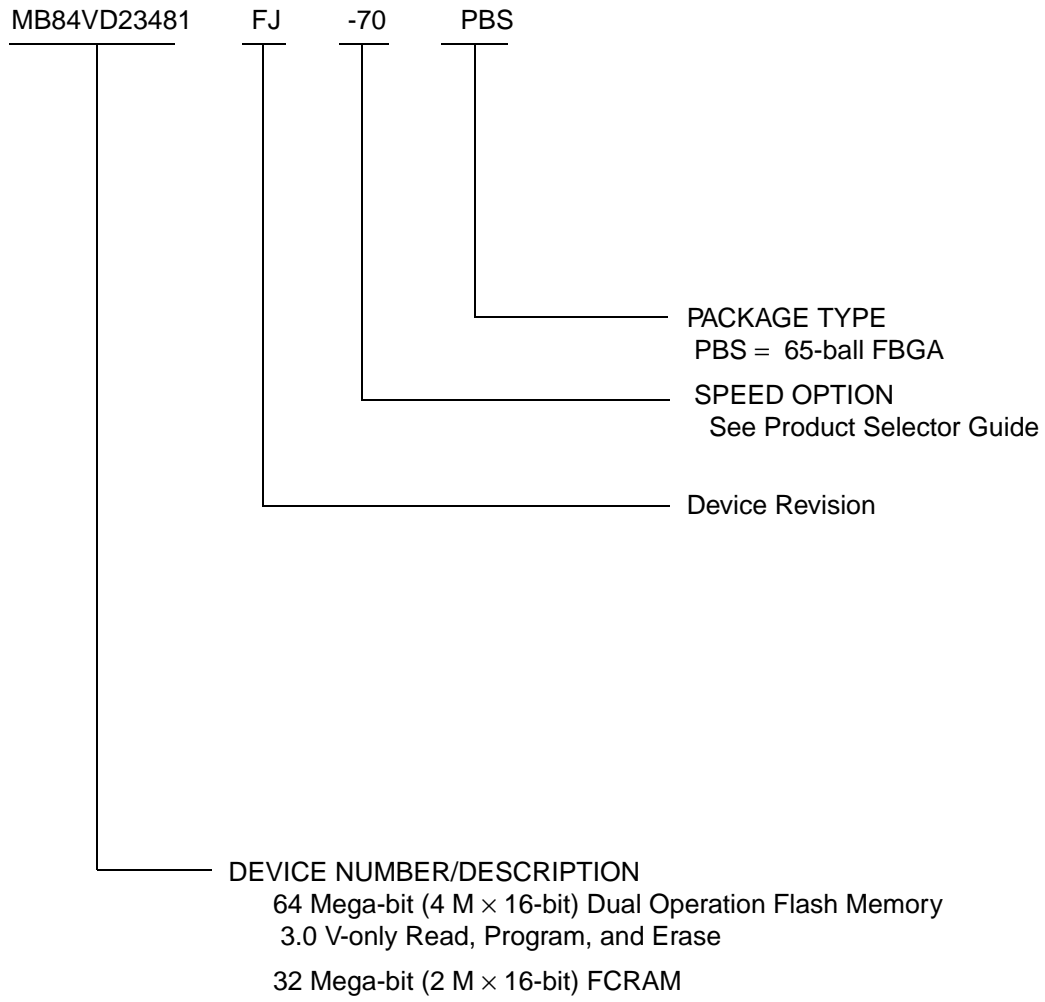 MB84VD23481 FJ -70 PBS
PACKAGE TYPE
PBS = 65-ball FBGA
SPEED OPTION
See Product Selector Guide
Device Revision
DEVICE NUMBER/DESCRIPTION
64 Mega-bit (4 M × 16-bit) Dual Operation Flash Memory
3.0 V-only Read, Program, and Erase
32 Mega-bit (2 M × 16-bit) FCRAM